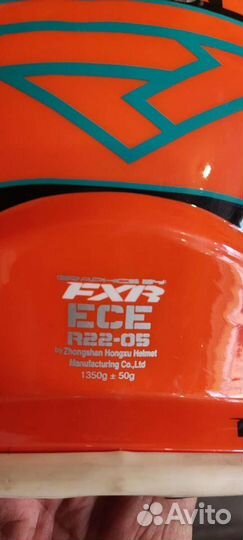 FXR
ECE
R22-05
by Zhongshan Hongxu Helmet
Manufacturing Co.,Ltd
1350g ± 50g
Avito